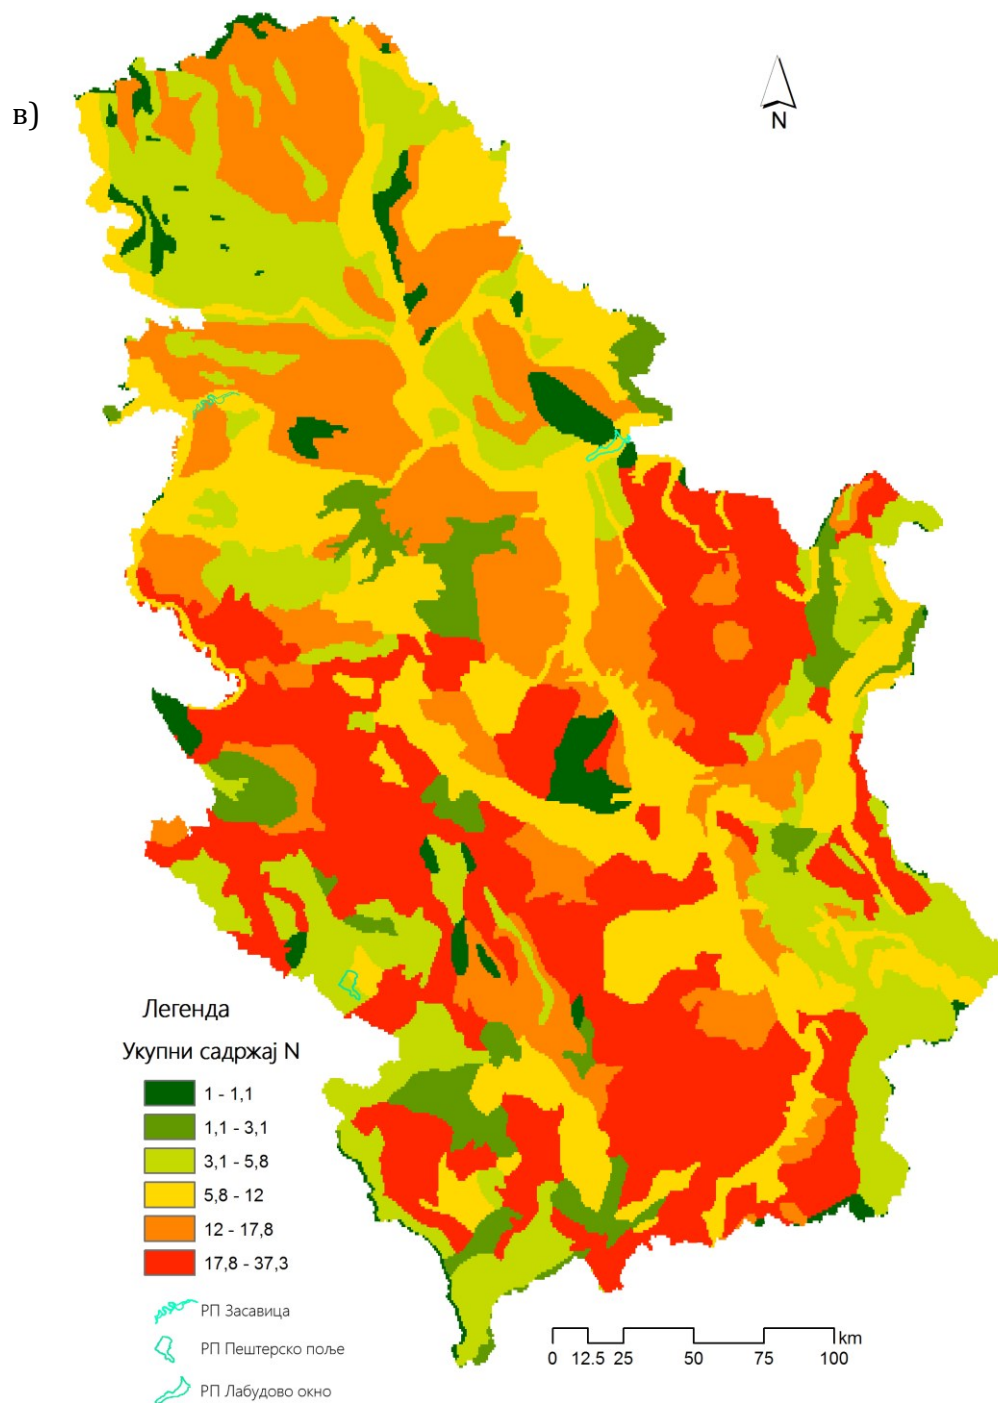 в)
N
Легенда
Укупни садржај N
1 - 1,1
1,1 - 3,1
3,1 - 5,8
5,8 - 12
12 - 17,8
17,8 - 37,3
РП Засавица
РП Пештерско поље
РП Лабудово окно
km
0 12.5 25 50 75 100